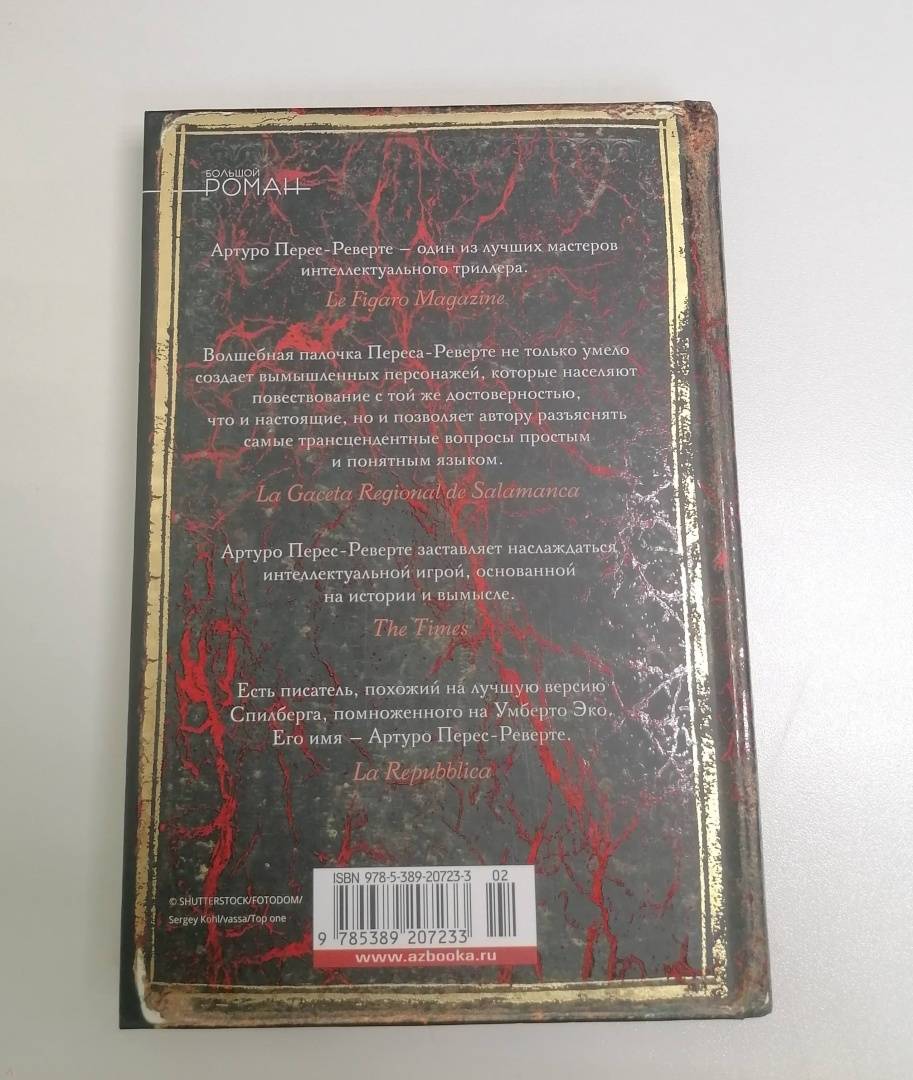 БОЛЬШОЙ
РОМАН
Артуро Перес-Реверте – один из лучших мастеров
интеллектуального триллера.
Le Figaro Magazine
Волшебная палочка Переса-Реверте не только умело
создает вымышленных персонажей, которые населяют
повествование с той же достоверностью,
что и настоящие, но и позволяет автору разъяснять
самые трансцендентные вопросы простым
и понятным языком.
La Gaceta Regional de Salamanca
Артуро Перес-Реверте заставляет наслаждаться
интеллектуальной игрой, основанной
на истории и вымысле.
The Times
Есть писатель, похожий на лучшую версию
Спилберга, помноженного на Умберто Эко.
Его имя – Артуро Перес-Реверте.
La Repubblica
© SHUTTERSTOCK/FOTODOM/
Sergey Kohl/vassa/Top one
ISBN 978-5-389-20723-3 02
9 785389 207233
www.azbooka.ru